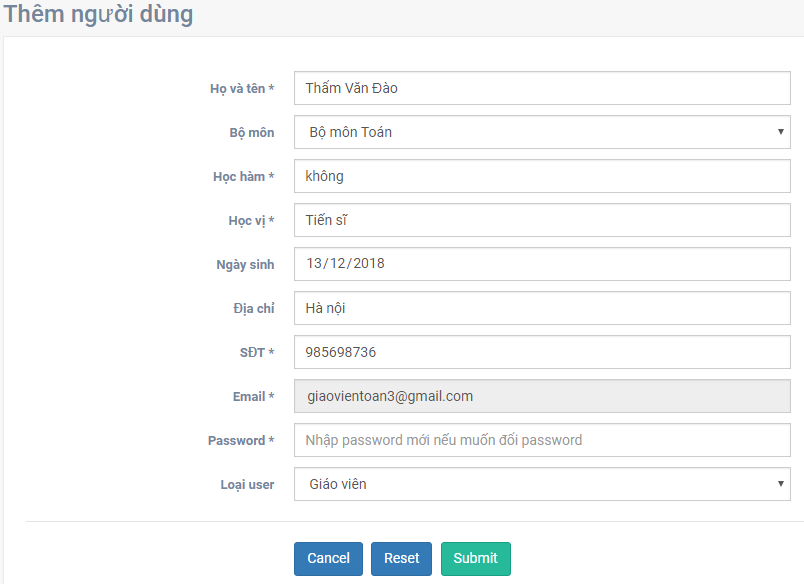 Thêm người dùng
Họ và tên * Thấm Văn Đào
Bộ môn Bộ môn Toán
Học hàm * không
Học vị * Tiến sĩ
Ngày sinh 13/12/2018
Địa chỉ Hà nội
SĐT * 985698736
Email * giaovientoan3@gmail.com
Password * Nhập password mới nếu muốn đổi password
Loại user Giáo viên
Cancel Reset Submit